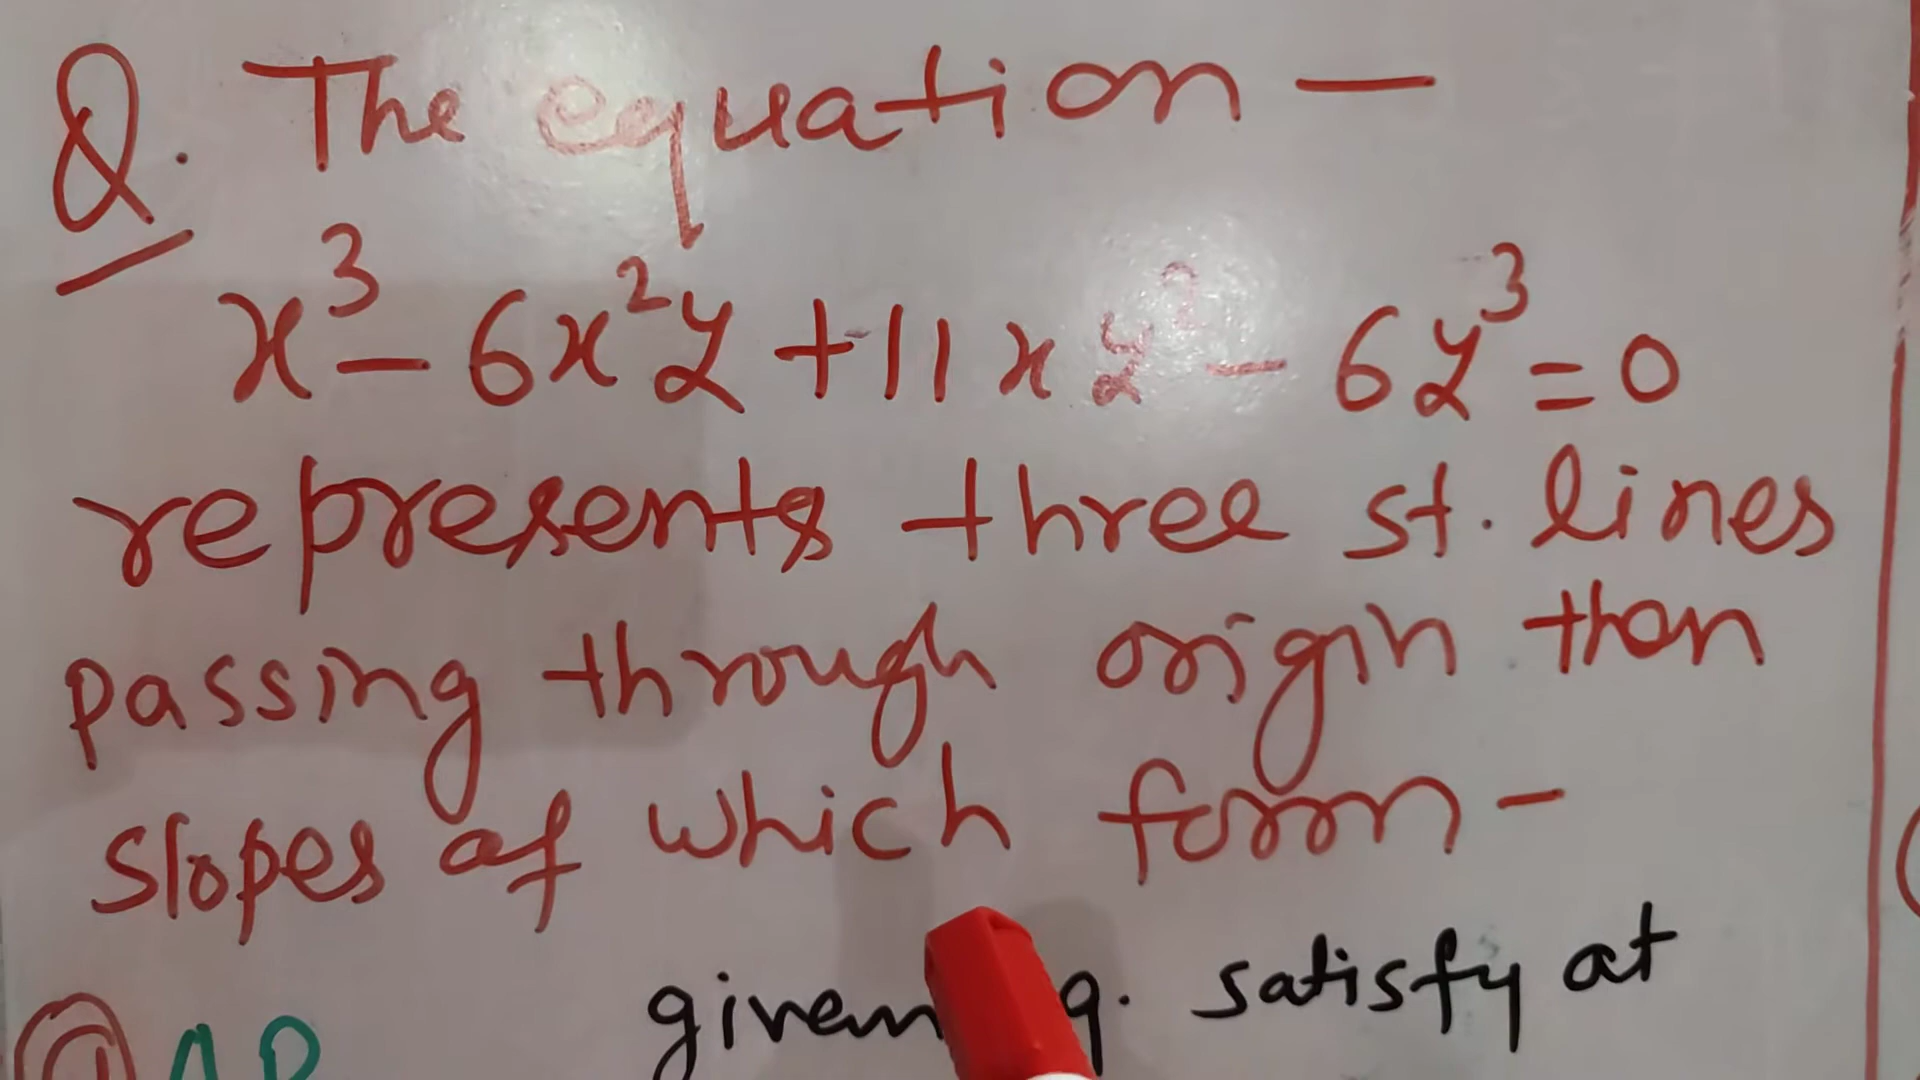 Q. The equation —
x³ - 6x²y + 11xy² - 6y³ = 0
represents three st. lines
passing through origin then
slopes of which form -
given satisfy at